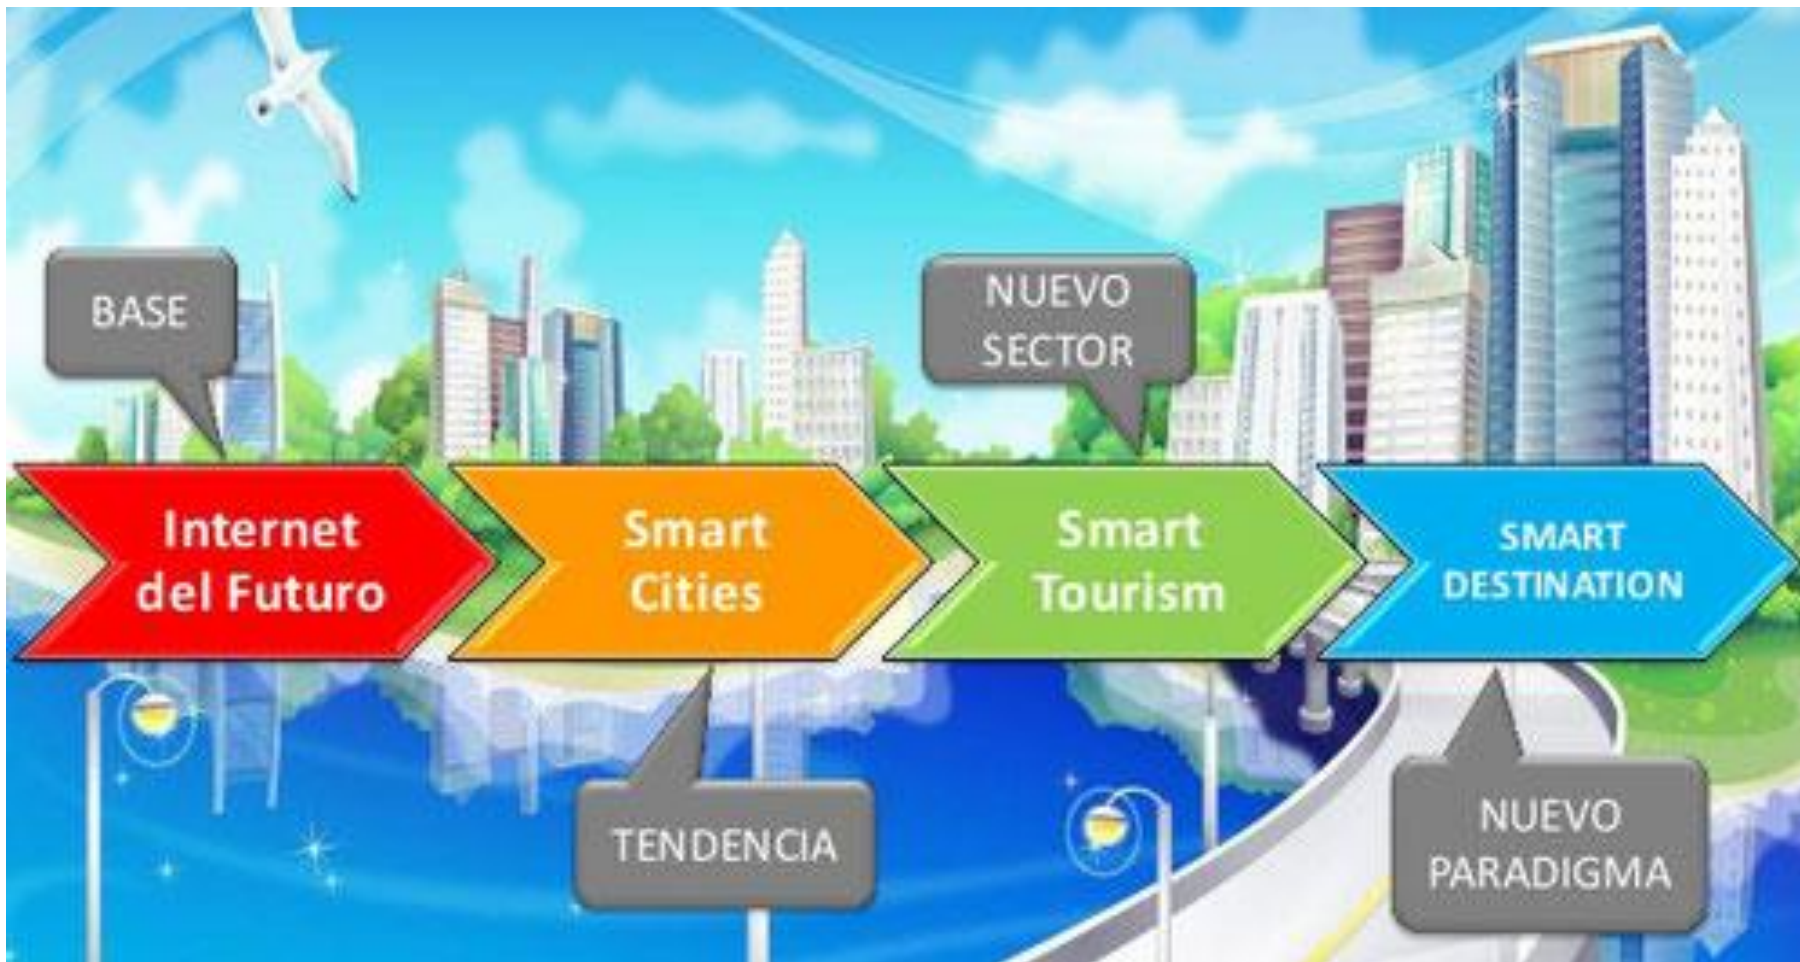 BASE
NUEVO
SECTOR
Internet
del Futuro
Smart
Cities
Smart
Tourism
SMART
DESTINATION
TENDENCIA
NUEVO
PARADIGMA